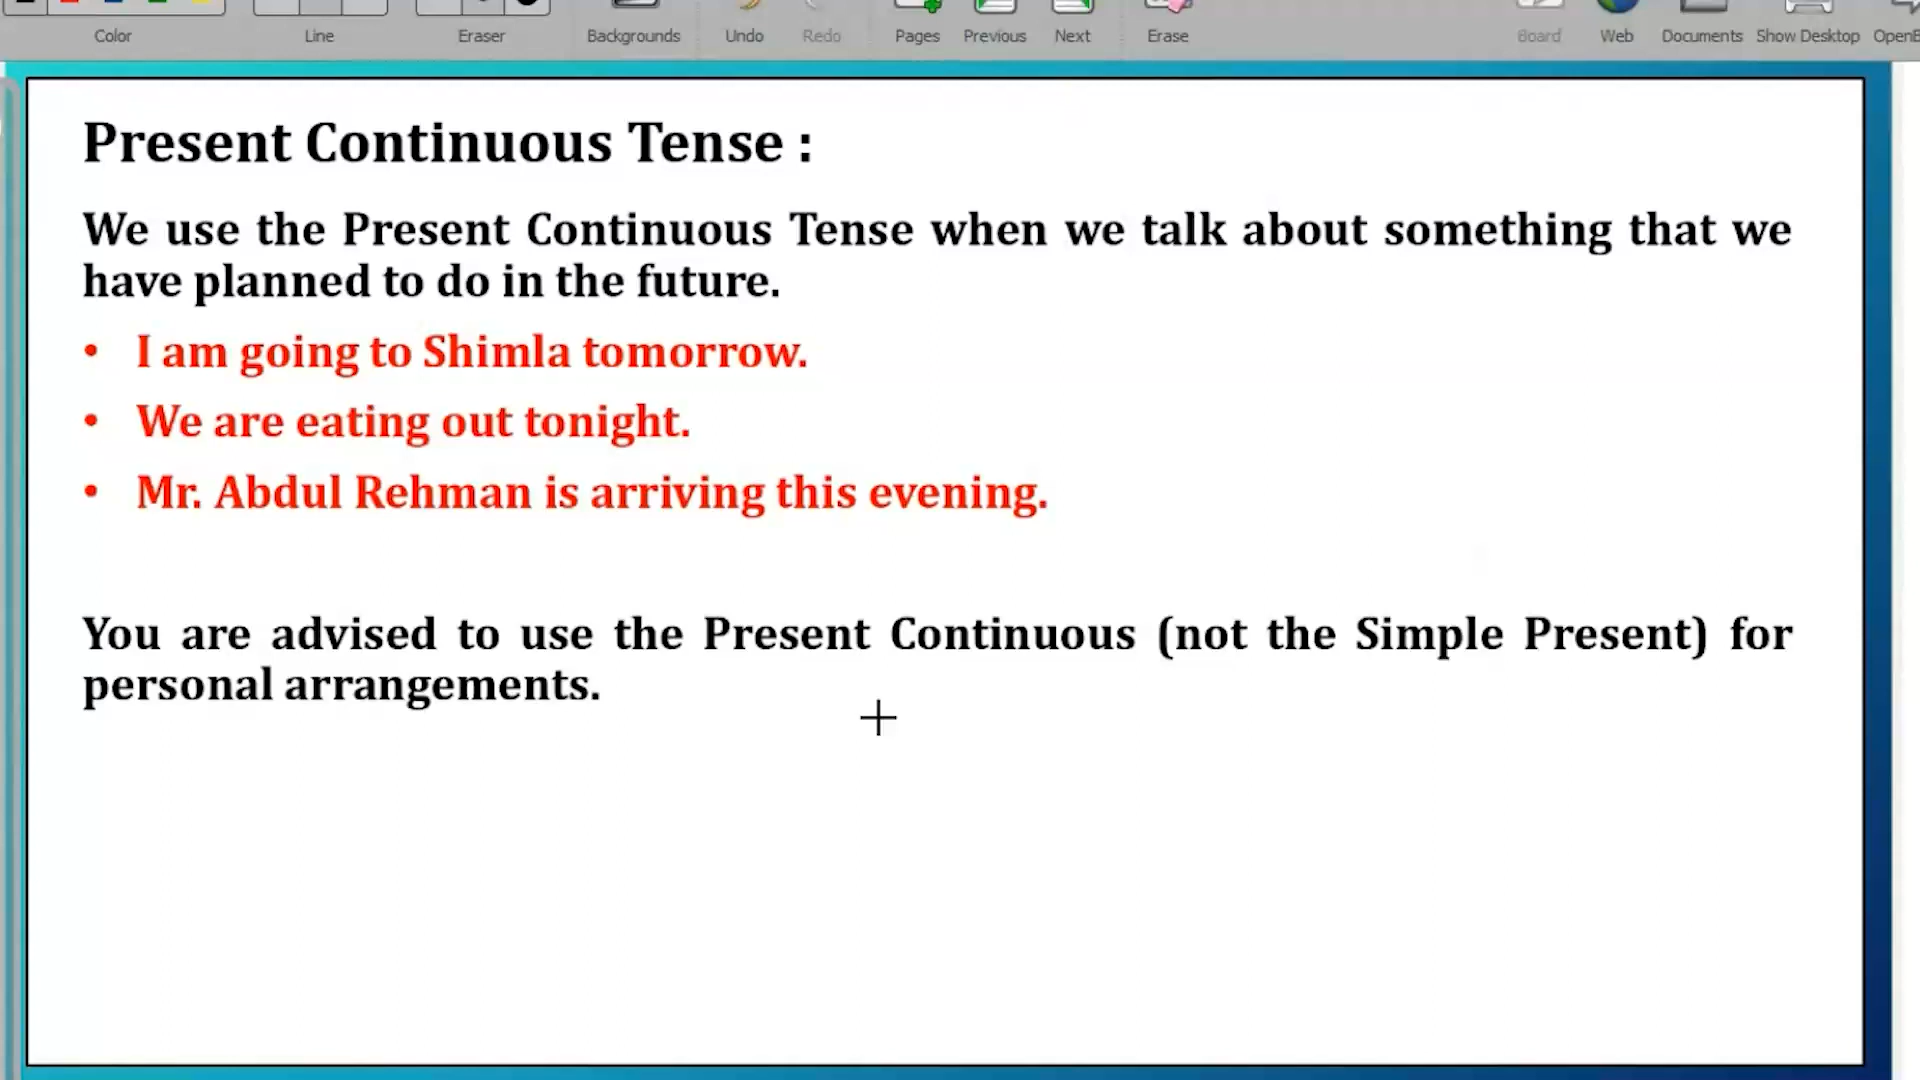 Color Line Eraser Backgrounds Undo Redo Pages Previous Next Erase Board Web Documents Show Desktop
Present Continuous Tense :
We use the Present Continuous Tense when we talk about something that we
have planned to do in the future.
• I am going to Shimla tomorrow.
• We are eating out tonight.
• Mr. Abdul Rehman is arriving this evening.
You are advised to use the Present Continuous (not the Simple Present) for
personal arrangements.